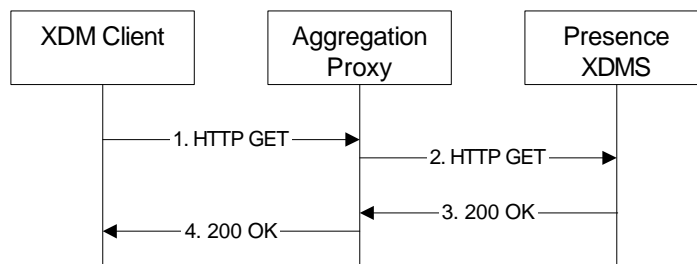 XDM Client
Aggregation
Proxy
Presence
XDMS
1. HTTP GET
2. HTTP GET
3. 200 OK
4. 200 OK